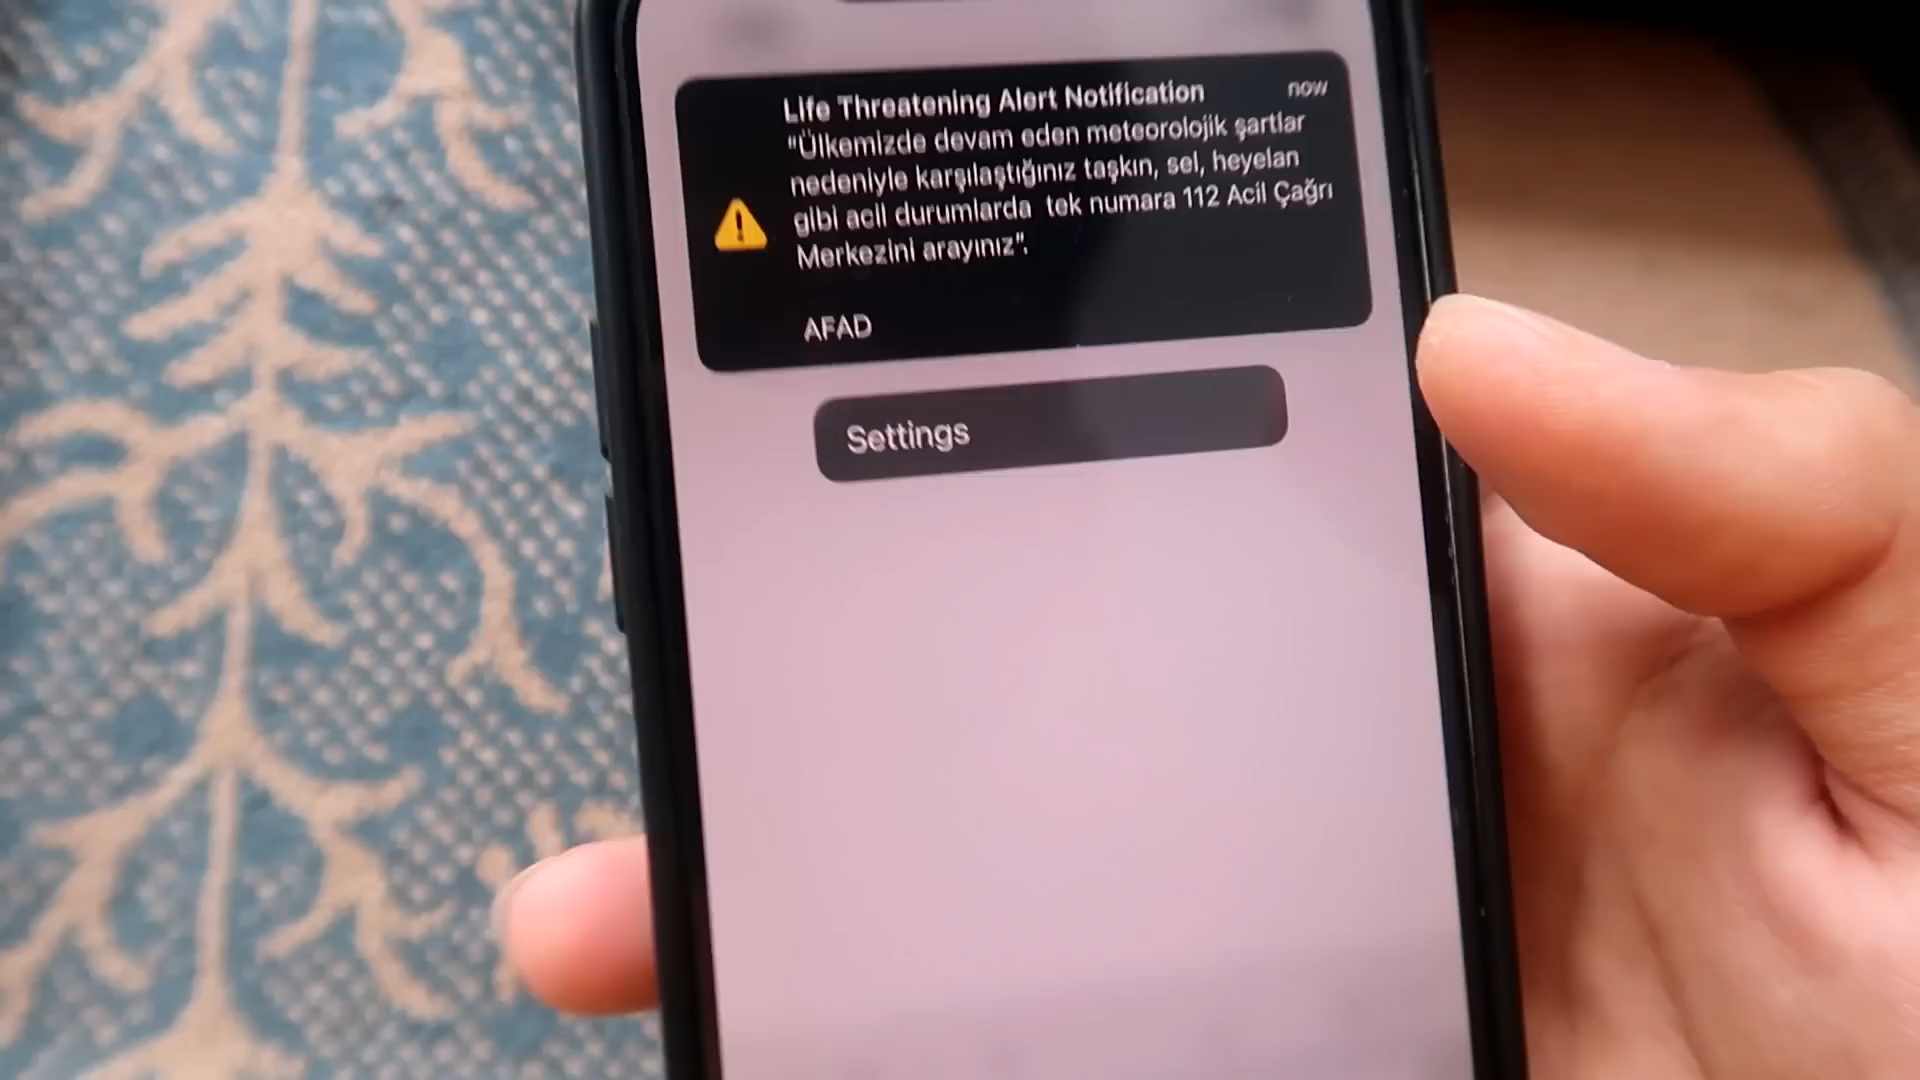 Life Threatening Alert Notification now
"Ülkemizde devam eden meteorolojik şartlar
nedeniyle karşılaştığınız taşkın, sel, heyelan
gibi acil durumlarda tek numara 112 Acil Çağrı
Merkezini arayınız".
AFAD
Settings